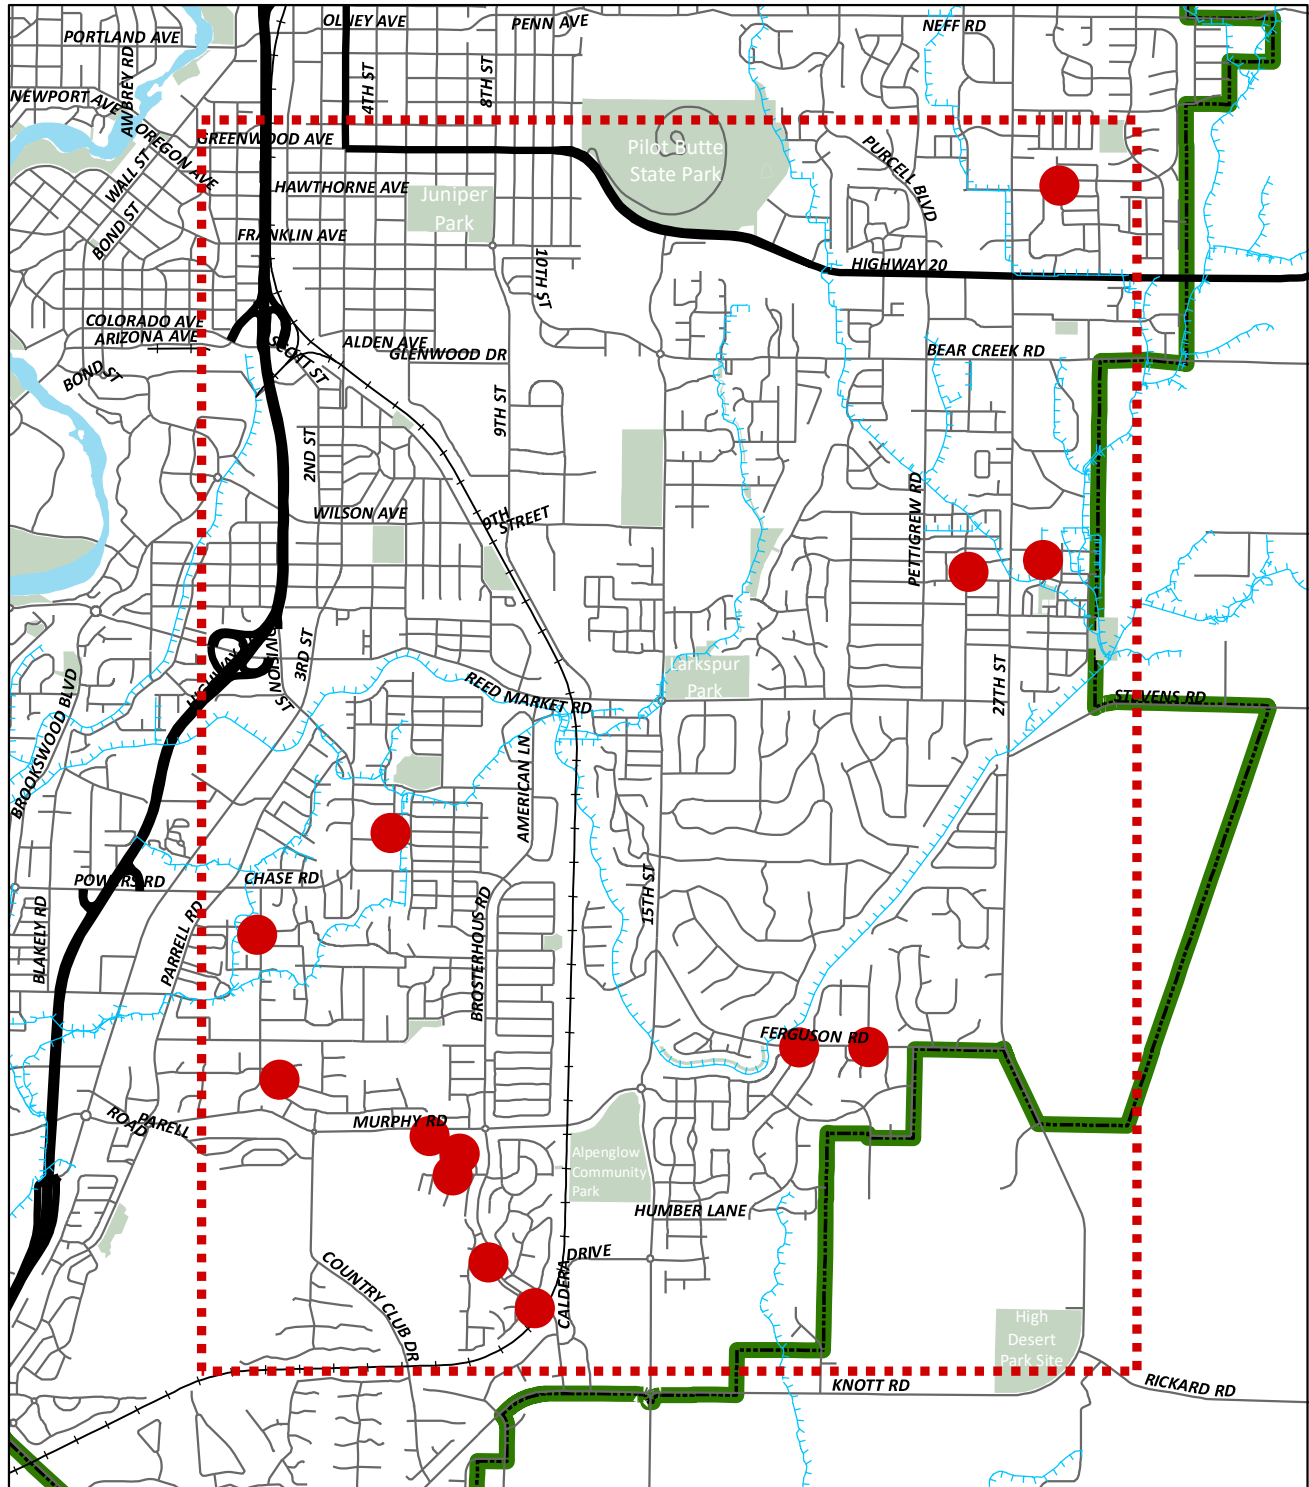 OLNEY AVE
PENN AVE
NEFF RD
PORTLAND AVE
AWBREY RD
4TH ST
8TH ST
NEWPORT AVE
GREENWOOD AVE
OREGON AVE
WALL ST
BOND ST
HAWTHORNE AVE
Juniper
Park
Pilot Butte
State Park
PURCELL BLVD
FRANKLIN AVE
10TH ST
HIGHWAY 20
COLORADO AVE
ARIZONA AVE
SCOTT ST
ALDEN AVE
GLENWOOD DR
BEAR CREEK RD
BOND ST
9TH ST
2ND ST
WILSON AVE
9TH
STREET
PETTIGREW RD
HIGHWAY
DIVISION ST
3RD ST
Larkspur
Park
27TH ST
REED MARKET RD
STEVENS RD
BROOKSWOOD BLVD
AMERICAN LN
POWERS RD
CHASE RD
15TH ST
BLAKELY RD
PARRELL RD
BROSTERHOUS RD
FERGUSON RD
PARELL
ROAD
MURPHY RD
Alpenglow
Community
Park
HUMBER LANE
COUNTRY CLUB DR
CALDERA
DRIVE
High
Desert
Park Site
KNOTT RD
RICKARD RD